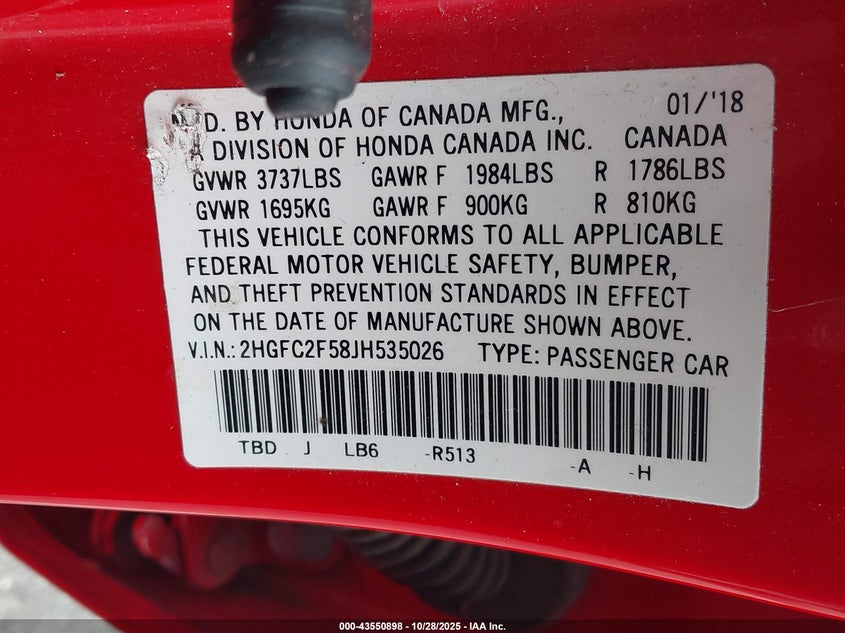 D. BY HONDA OF CANADA MFG., 01/'18
A DIVISION OF HONDA CANADA INC. CANADA
GVWR 3737LBS GAWR F 1984LBS R 1786LBS
GVWR 1695KG GAWR F 900KG R 810KG
THIS VEHICLE CONFORMS TO ALL APPLICABLE
FEDERAL MOTOR VEHICLE SAFETY, BUMPER,
AND THEFT PREVENTION STANDARDS IN EFFECT
ON THE DATE OF MANUFACTURE SHOWN ABOVE.
V.I.N.: 2HGFC2F58JH535026 TYPE: PASSENGER CAR
TBD J LB6 -R513 -A -H
000-43550898 - 10/28/2025 - IAA Inc.